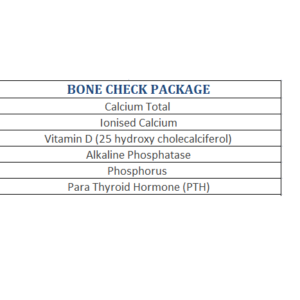 BONE CHECK PACKAGE
Calcium Total
Ionised Calcium
Vitamin D (25 hydroxy cholecalciferol)
Alkaline Phosphatase
Phosphorus
Para Thyroid Hormone (PTH)